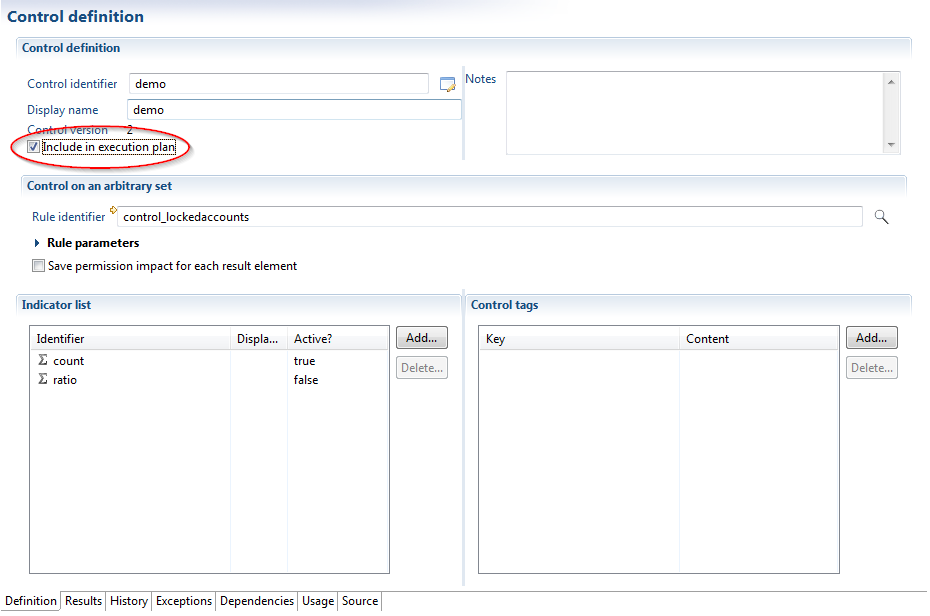 Control definition
Control definition
Control identifier demo
Notes
Display name demo
Control version 2
Include in execution plan
Control on an arbitrary set
Rule identifier control_lockedaccounts
Rule parameters
Save permission impact for each result element
Indicator list
Identifier Displa... Active?
Σ count true
Σ ratio false
Add...
Delete...
Control tags
Key Content
Add...
Delete...
Definition Results History Exceptions Dependencies Usage Source